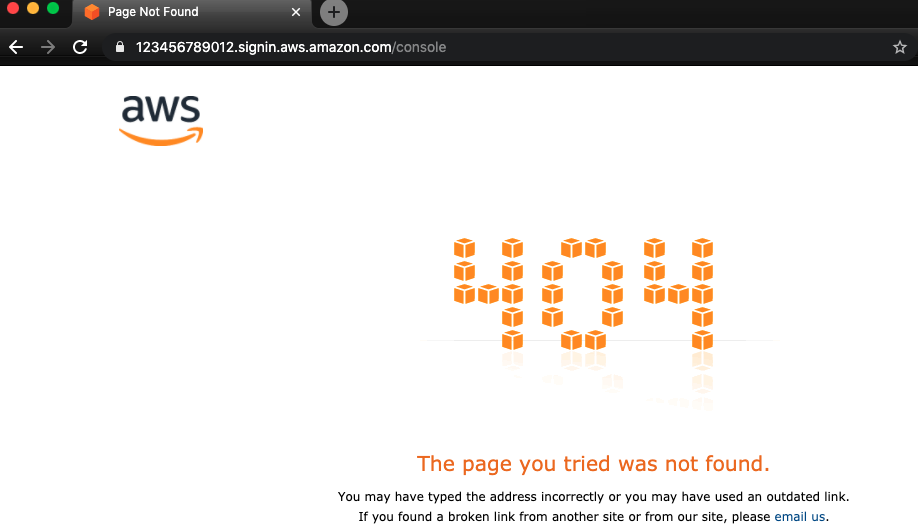 Page Not Found
123456789012.signin.aws.amazon.com/console
aws
404
The page you tried was not found.
You may have typed the address incorrectly or you may have used an outdated link.
If you found a broken link from another site or from our site, please email us.